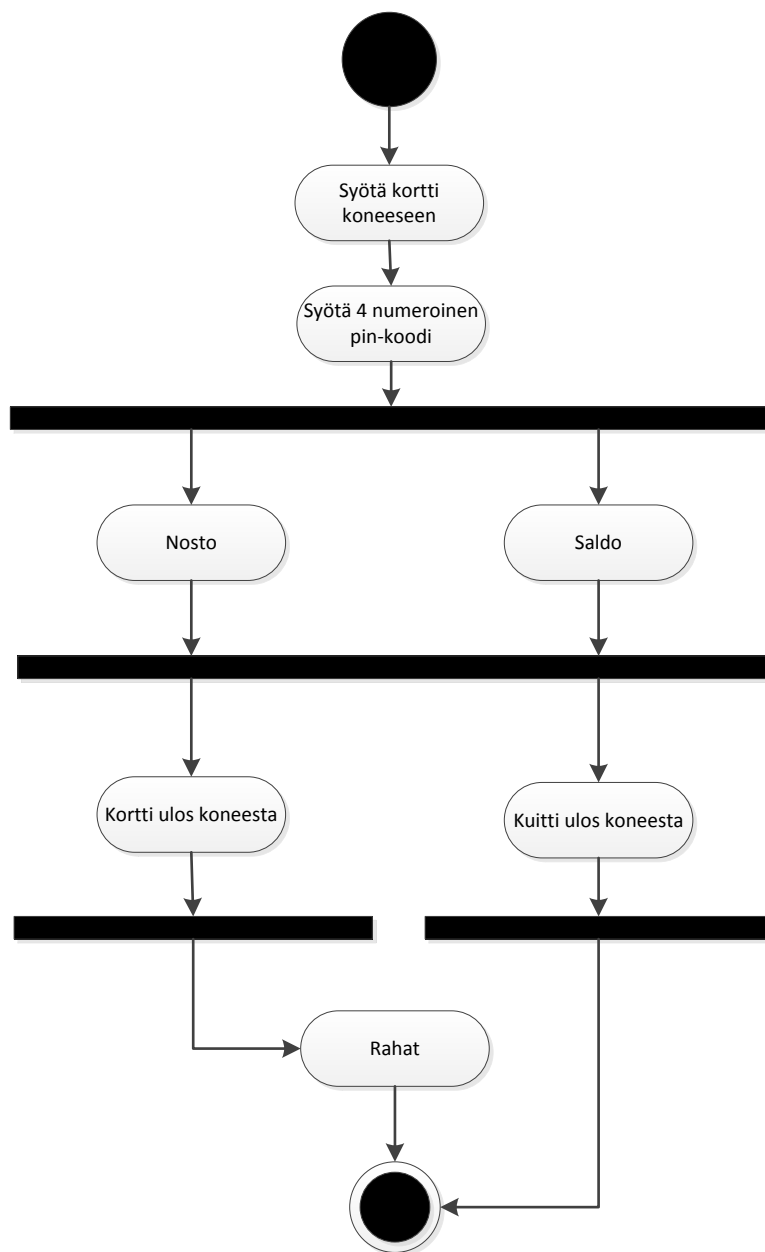 Syötä kortti
koneeseen
Syötä 4 numeroinen
pin-koodi
Nosto
Saldo
Kortti ulos koneesta
Kuitti ulos koneesta
Rahat